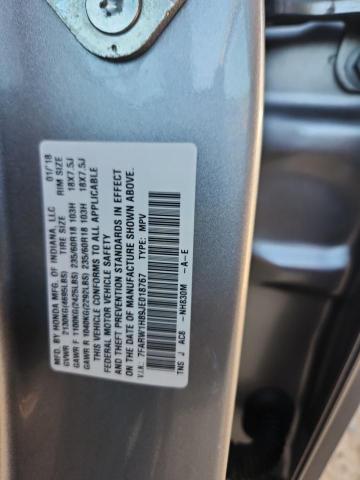 MFD. BY HONDA MFG. OF INDIANA, LLC 01/18
TIRE SIZE RIM SIZE
GVWR 2130KG(4695LBS)
GAWR F 1100KG(2425LBS) 235/60R18 103H 18X7.5J
GAWR R 1040KG(2292LBS) 235/60R18 103H 18X7.5J
THIS VEHICLE CONFORMS TO ALL APPLICABLE
FEDERAL MOTOR VEHICLE SAFETY
AND THEFT PREVENTION STANDARDS IN EFFECT
ON THE DATE OF MANUFACTURE SHOWN ABOVE.
V.I.N. 7FARW1H89JE018757 TYPE: MPV
TNS J AC8 -NH830M -A-E